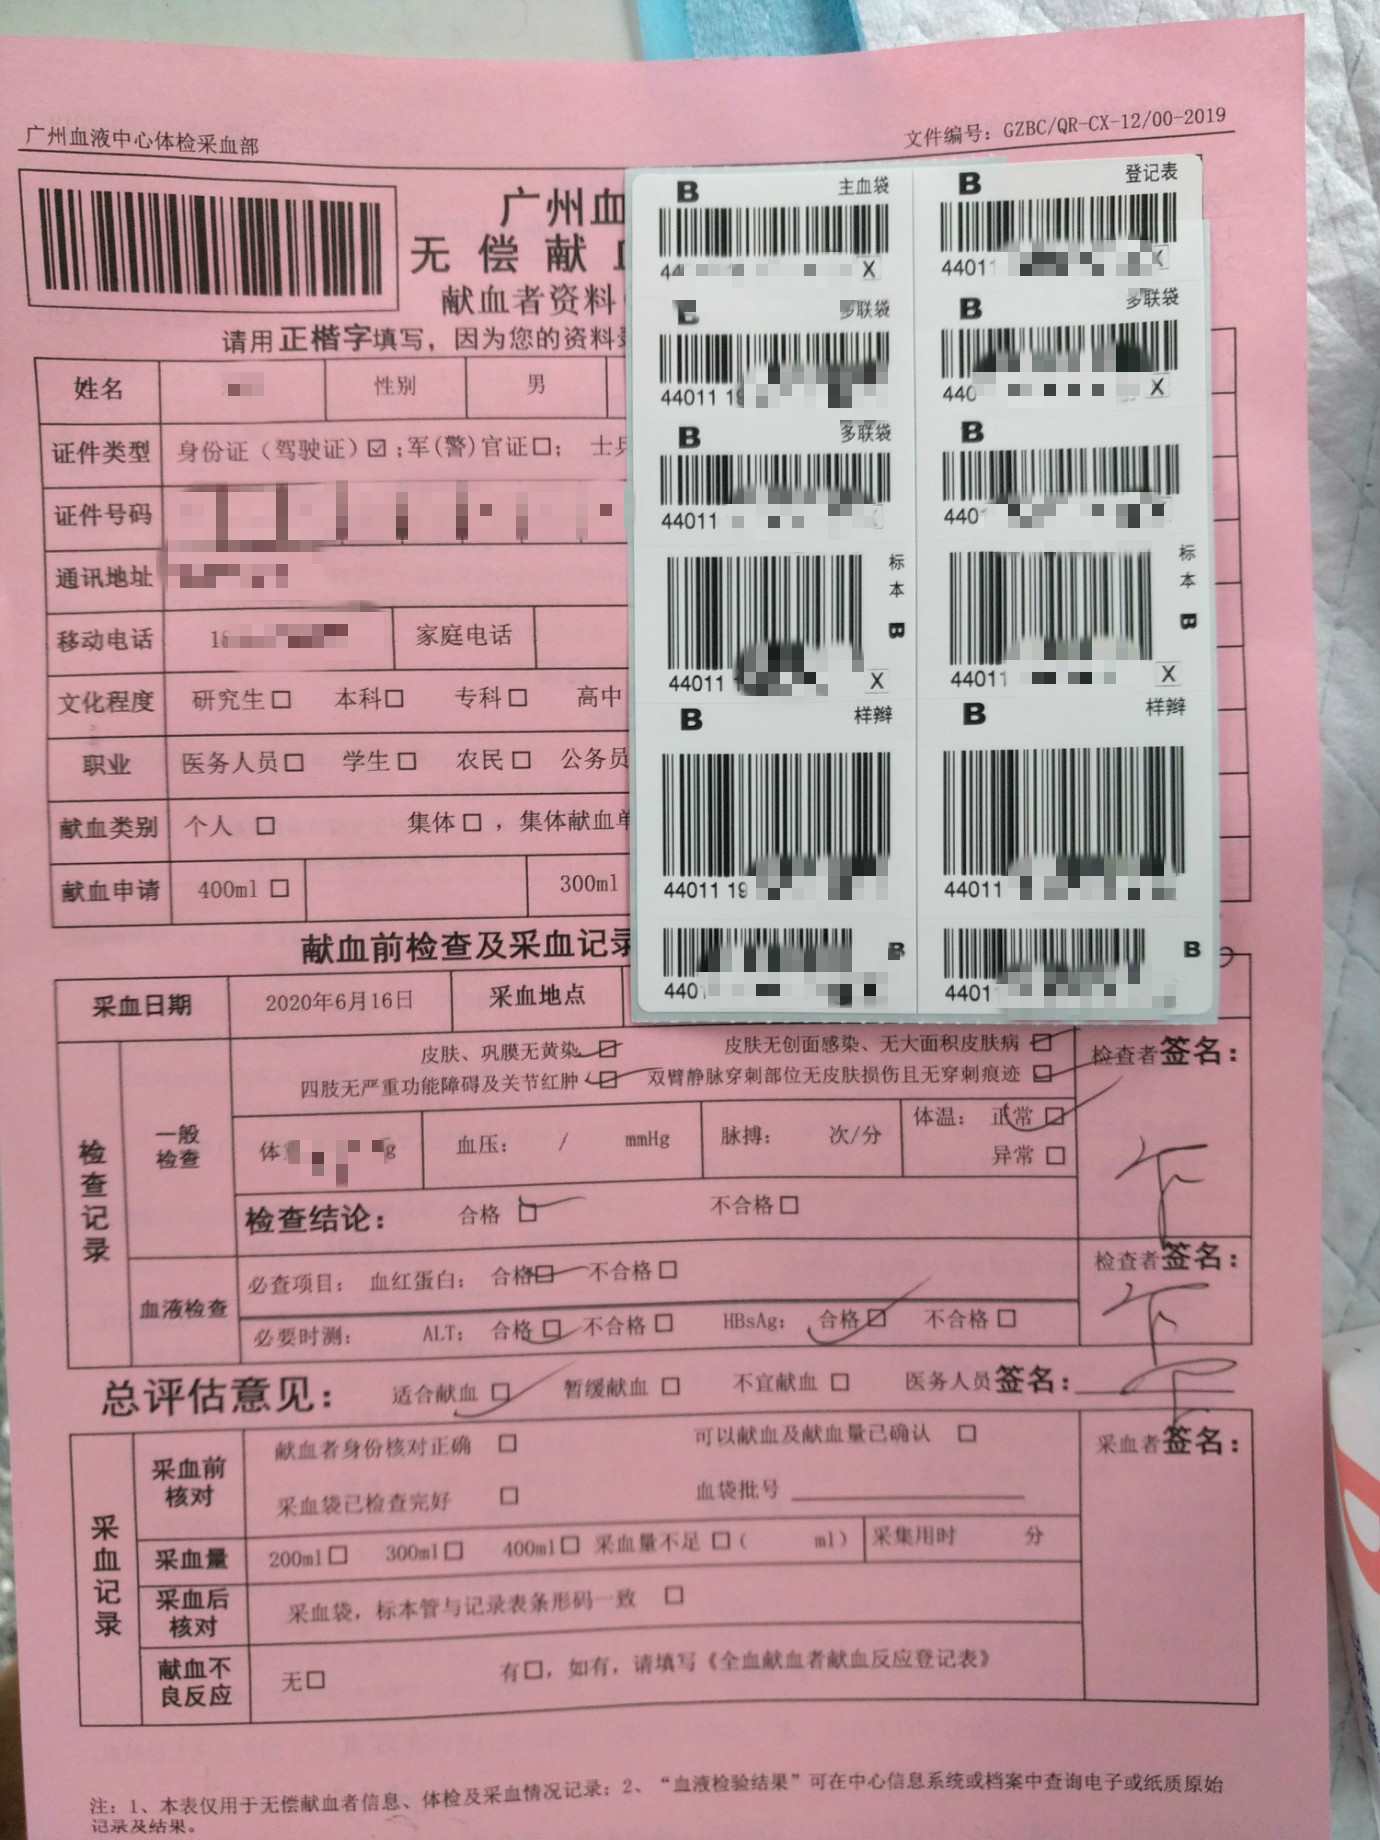 广州血液中心体检采血部
文件编号：GZBC/QR-CX-12/00-2019
广州血
无偿献
献血者资料
请用正楷字填写，因为您的资料
姓名 性别 男
证件类型 身份证（驾驶证）☑；军(警)官证□； 士兵
证件号码
通讯地址
移动电话 18 家庭电话
文化程度 研究生□ 本科□ 专科□ 高中
职业 医务人员□ 学生□ 农民□ 公务员
献血类别 个人 □ 集体□，集体献血单
献血申请 400ml □ 300ml
B 主血袋
44 X
B 登记表
44011 X
B 多联袋
44011 19
B 多联袋
440 X
B 多联袋
44011
B
440
标本 B
44011 X
标本 B
44011 X
B 样辫
44011 19
B 样辫
44011
B
440
B
44011
献血前检查及采血记录
采血日期 2020年6月16日 采血地点
检查记录
一般检查
皮肤、巩膜无黄染 □ 皮肤无创面感染、无大面积皮肤病 □
四肢无严重功能障碍及关节红肿 □ 双臂静脉穿刺部位无皮肤损伤且无穿刺痕迹 □
检查者签名：
体 g 血压： / mmHg 脉搏： 次/分 体温： 正常 □
异常 □
检查结论： 合格 □ 不合格 □
血液检查
必查项目： 血红蛋白： 合格□ 不合格□
检查者签名：
必要时测： ALT： 合格□ 不合格□ HBsAg： 合格□ 不合格□
总评估意见： 适合献血 □ 暂缓献血 □ 不宜献血 □ 医务人员签名：
采血记录
采血前核对
献血者身份核对正确 □ 可以献血及献血量已确认 □
采血者签名：
采血袋已检查完好 □ 血袋批号
采血量 200ml□ 300ml□ 400ml□ 采血量不足 □（ ml） 采集用时 分
采血后核对 采血袋，标本管与记录表条形码一致 □
献血不良反应 无□ 有□，如有，请填写《全血献血者献血反应登记表》
注：1、本表仅用于无偿献血者信息、体检及采血情况记录；2、“血液检验结果”可在中心信息系统或档案中查询电子或纸质原始
记录及结果。